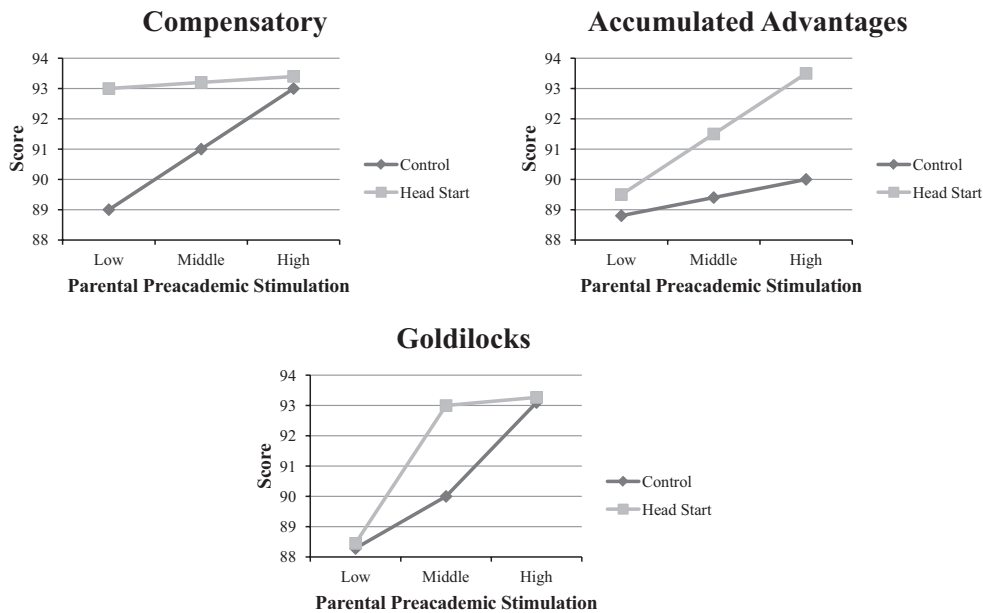 Compensatory
94
93
92
91
90
89
88
Score
Low Middle High
Parental Preacademic Stimulation
Control
Head Start
Accumulated Advantages
94
93
92
91
90
89
88
Score
Low Middle High
Parental Preacademic Stimulation
Control
Head Start
Goldilocks
94
93
92
91
90
89
88
Score
Low Middle High
Parental Preacademic Stimulation
Control
Head Start